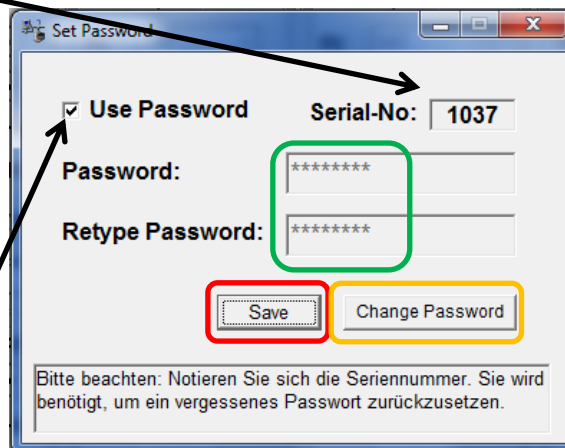 Set Password
Use Password Serial-No: 1037
Password: ********
Retype Password: ********
Save Change Password
Bitte beachten: Notieren Sie sich die Seriennummer. Sie wird
benötigt, um ein vergessenes Passwort zurückzusetzen.